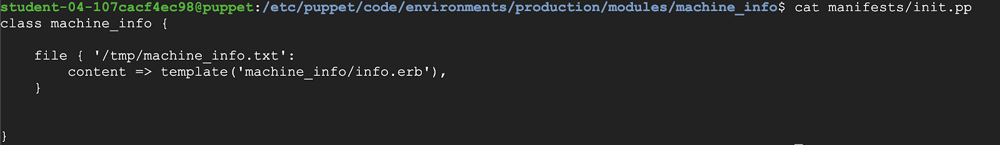 student-04-107cacf4ec98@puppet:/etc/puppet/code/environments/production/modules/machine_info$ cat manifests/init.pp
class machine_info {
    file { '/tmp/machine_info.txt':
        content => template('machine_info/info.erb'),
    }
}